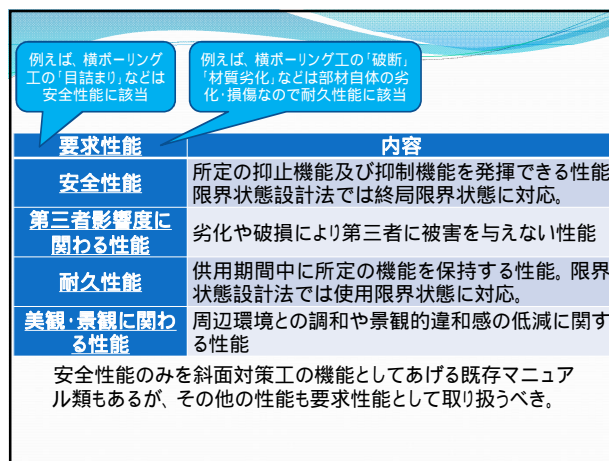 例えば、横ボーリング
工の「目詰まり」などは
安全性能に該当
例えば、横ボーリング工の「破断」
「材質劣化」などは部材自体の劣
化・損傷なので耐久性能に該当
要求性能
内容
安全性能
所定の抑止機能及び抑制機能を発揮できる性能
限界状態設計法では終局限界状態に対応。
第三者影響度に
関わる性能
劣化や破損により第三者に被害を与えない性能
耐久性能
供用期間中に所定の機能を保持する性能。限界
状態設計法では使用限界状態に対応。
美観・景観に関わ
る性能
周辺環境との調和や景観的違和感の低減に関す
る性能
安全性能のみを斜面対策工の機能としてあげる既存マニュア
ル類もあるが、その他の性能も要求性能として取り扱うべき。